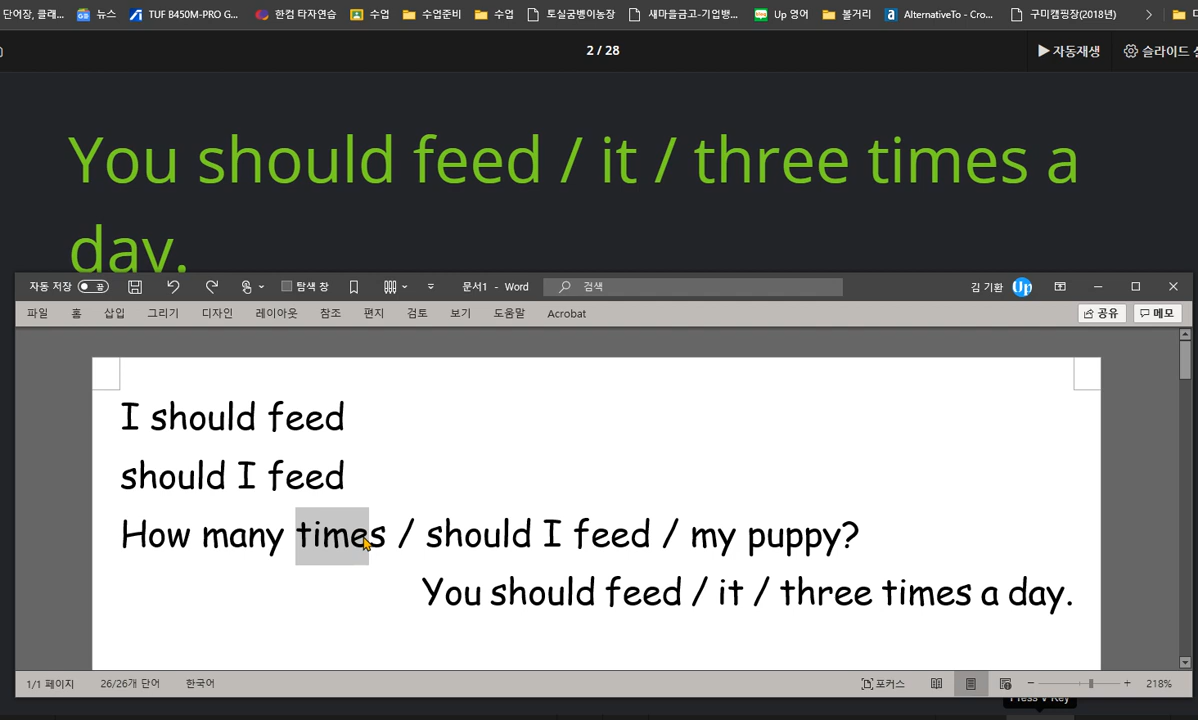 단어장, 클래... 뉴스 TUF B450M-PRO G... 한컴 타자연습 수업 수업준비 수업 토실굼벵이농장 새마을금고-기업뱅... Up 영어 볼거리 AlternativeTo - Cro... 구미캠핑장(2018년)
2 / 28
자동재생
슬라이드
You should feed / it / three times a
day.
자동 저장 끔 탐색 창 문서1 - Word 검색 김 기환 Up
파일 홈 삽입 그리기 디자인 레이아웃 참조 편지 검토 보기 도움말 Acrobat 공유 메모
I should feed
should I feed
How many times / should I feed / my puppy?
You should feed / it / three times a day.
1/1 페이지 26/26개 단어 한국어 포커스 218%
Press V Key